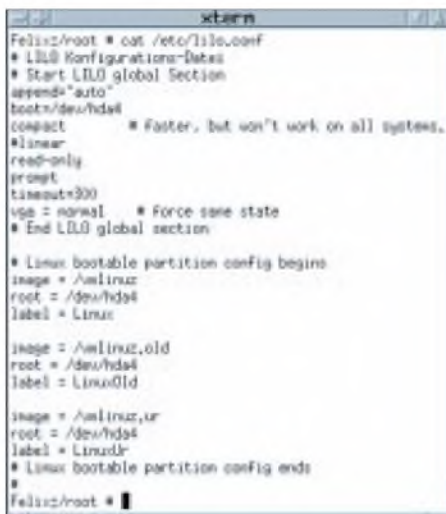 xterm
Felix:/root # cat /etc/lilo.conf
# LILO Konfigurations-Datei
# Start LILO global Section
append="auto"
boot=/dev/hda4
compact # faster, but won't work on all systems.
#linear
read-only
prompt
timeout=300
vga = normal # force sane state
# End LILO global section
# Linux bootable partition config begins
image = /vmlinuz
root = /dev/hda4
label = Linux
image = /vmlinuz.old
root = /dev/hda4
label = LinuxOld
image = /vmlinuz.ur
root = /dev/hda4
label = LinuxUr
# Linux bootable partition config ends
#
Felix:/root #